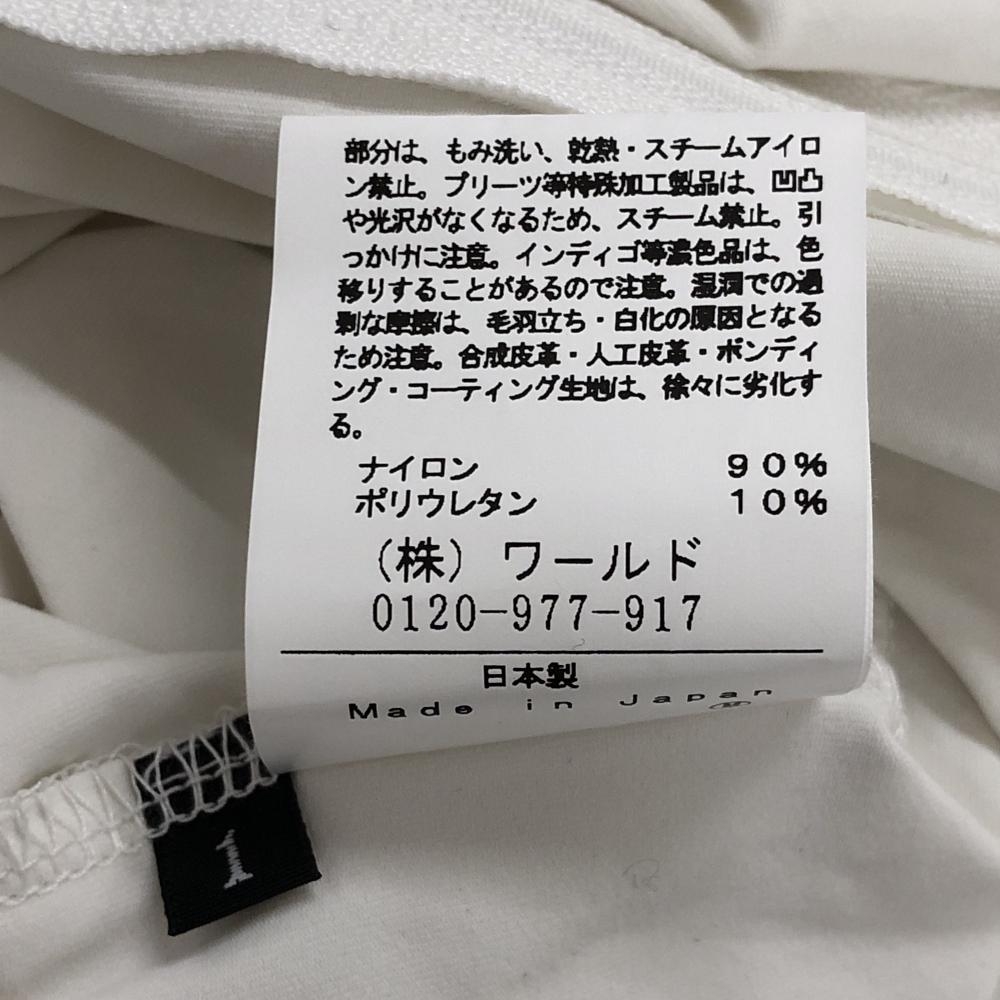 部分は、もみ洗い、乾熱・スチームアイロ
ン禁止。プリーツ等特殊加工製品は、凹凸
や光沢がなくなるため、スチーム禁止。引
っかけに注意。インディゴ等濃色品は、色
移りすることがあるので注意。湿潤での過
剰な摩擦は、毛羽立ち・白化の原因となる
ため注意。合成皮革・人工皮革・ボンディ
ング・コーティング生地は、徐々に劣化す
る。
ナイロン 90%
ポリウレタン 10%
（株）ワールド
0120-977-917
日本製
Made in Japan
1